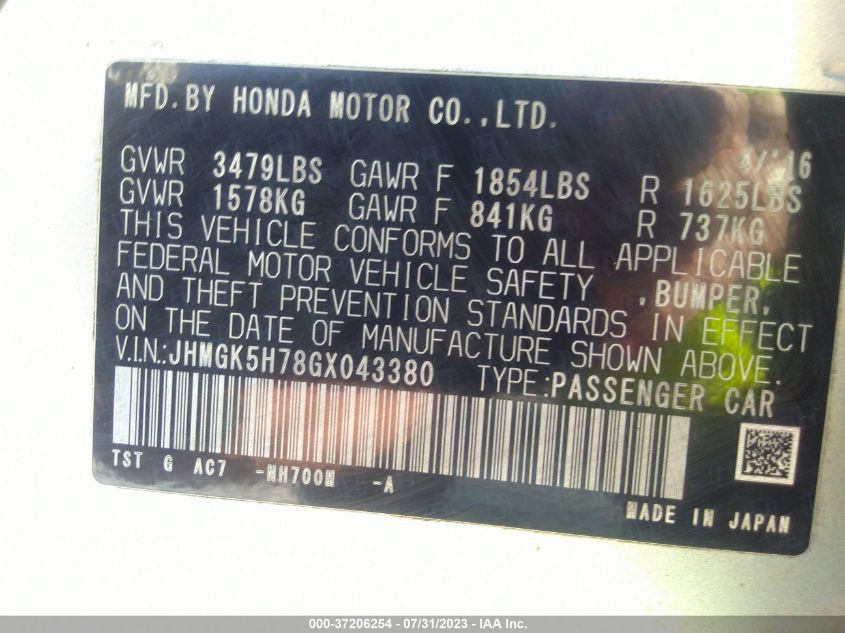 MFD. BY HONDA MOTOR CO.,LTD.
4/'16
GVWR 3479LBS GAWR F 1854LBS R 1625LBS
GVWR 1578KG GAWR F 841KG R 737KG
THIS VEHICLE CONFORMS TO ALL APPLICABLE
FEDERAL MOTOR VEHICLE SAFETY ,BUMPER,
AND THEFT PREVENTION STANDARDS IN EFFECT
ON THE DATE OF MANUFACTURE SHOWN ABOVE.
V.I.N.:JHMGK5H78GX043380 TYPE:PASSENGER CAR
TST G AC7 -NH700M -A
MADE IN JAPAN
000-37206254 - 07/31/2023 - IAA Inc.